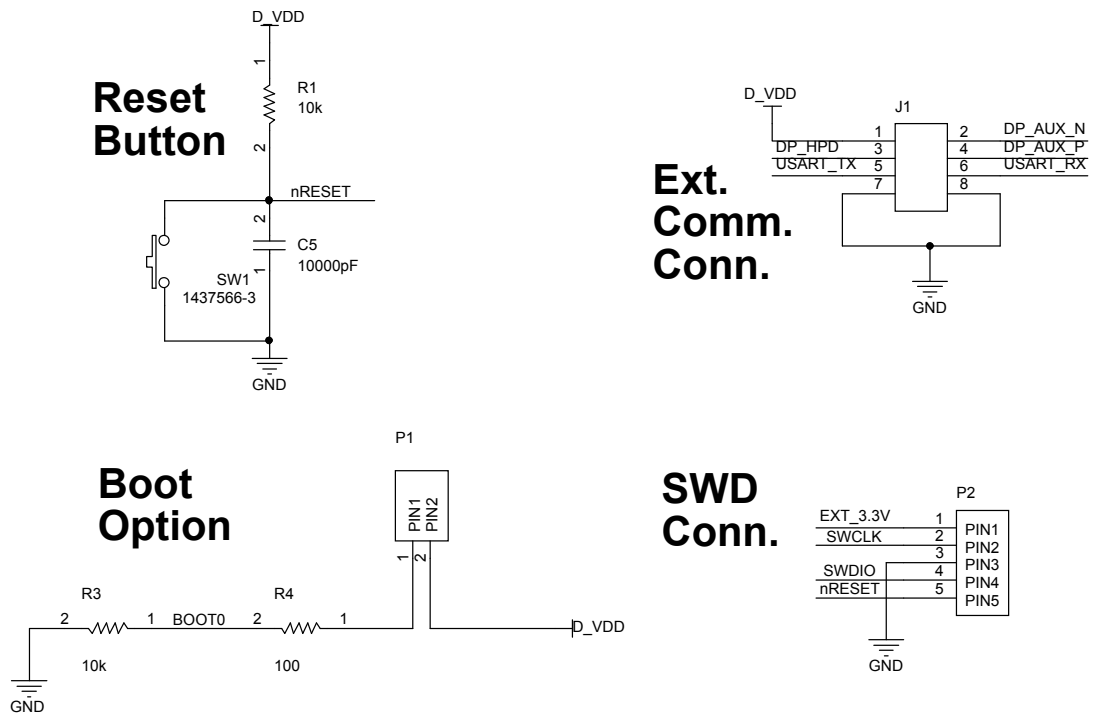 D_VDD
1
R1
10k
2
Reset
Button
nRESET
2
C5
10000pF
1
SW1
1437566-3
GND
D_VDD
J1
1
2
DP_AUX_N
DP_HPD
3
4
DP_AUX_P
USART_TX
5
6
USART_RX
7
8
Ext.
Comm.
Conn.
GND
P1
Boot
Option
PIN1
PIN2
1
2
R3
R4
2
1
BOOT0
2
1
D_VDD
10k
100
GND
SWD
Conn.
P2
EXT_3.3V
1
PIN1
SWCLK
2
PIN2
3
PIN3
SWDIO
4
PIN4
nRESET
5
PIN5
GND